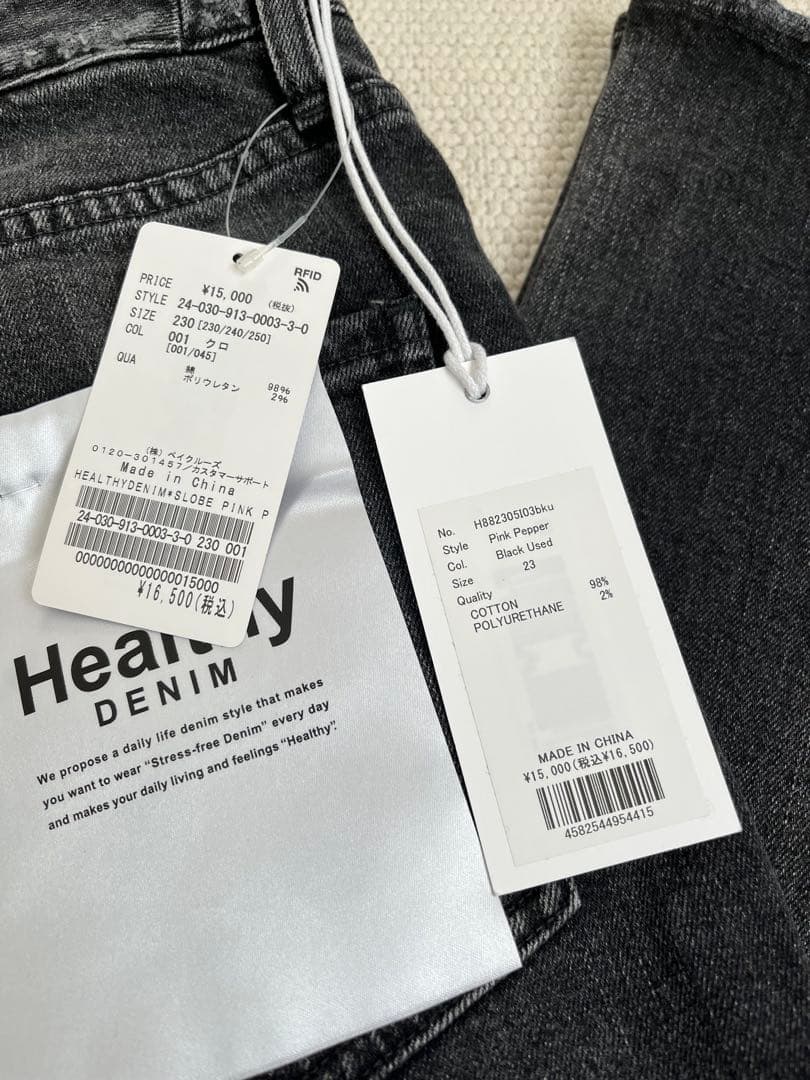 RFID
PRICE ¥15,000 (税抜)
STYLE 24-030-913-0003-3-0
SIZE 230 [230/240/250]
COL 001 クロ
[001/045]
QUA 綿 98%
ポリウレタン 2%
(株) ベイクルーズ
0120-301457/カスタマーサポート
Made in China
HEALTHYDENIM*SLOBE PINK P
24-030-913-0003-3-0 230 001
0000000000000015000
¥16,500(税込)
Healthy
DENIM
We propose a daily life denim style that makes
you want to wear "Stress-free Denim" every day
and makes your daily living and feelings "Healthy".
No. H882305I03bku
Style Pink Pepper
Col. Black Used
Size 23
Quality
COTTON 98%
POLYURETHANE 2%
MADE IN CHINA
¥15,000(税込¥16,500)
4582544954415